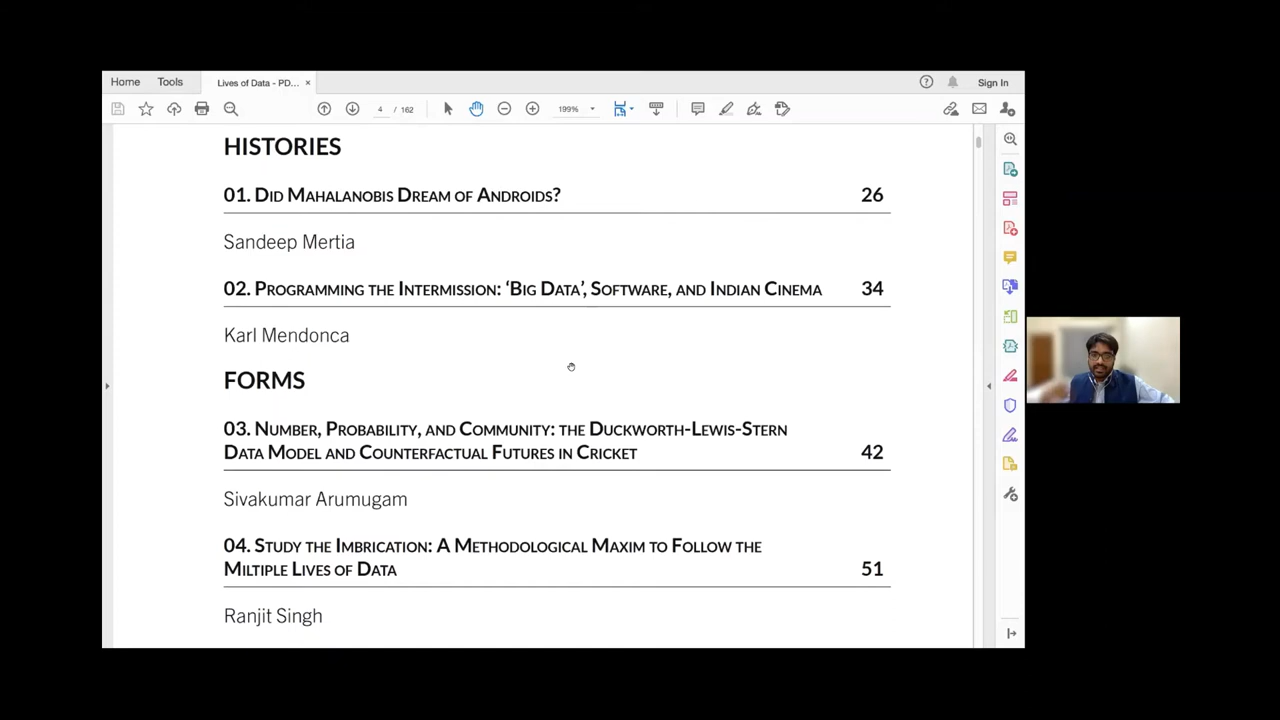 Home Tools Lives of Data - PD... × Sign In
4 / 162 199%
HISTORIES
01. DID MAHALANOBIS DREAM OF ANDROIDS? 26
Sandeep Mertia
02. PROGRAMMING THE INTERMISSION: ‘BIG DATA’, SOFTWARE, AND INDIAN CINEMA 34
Karl Mendonca
FORMS
03. NUMBER, PROBABILITY, AND COMMUNITY: THE DUCKWORTH-LEWIS-STERN
DATA MODEL AND COUNTERFACTUAL FUTURES IN CRICKET 42
Sivakumar Arumugam
04. STUDY THE IMBRICATION: A METHODOLOGICAL MAXIM TO FOLLOW THE
MILTIPLE LIVES OF DATA 51
Ranjit Singh